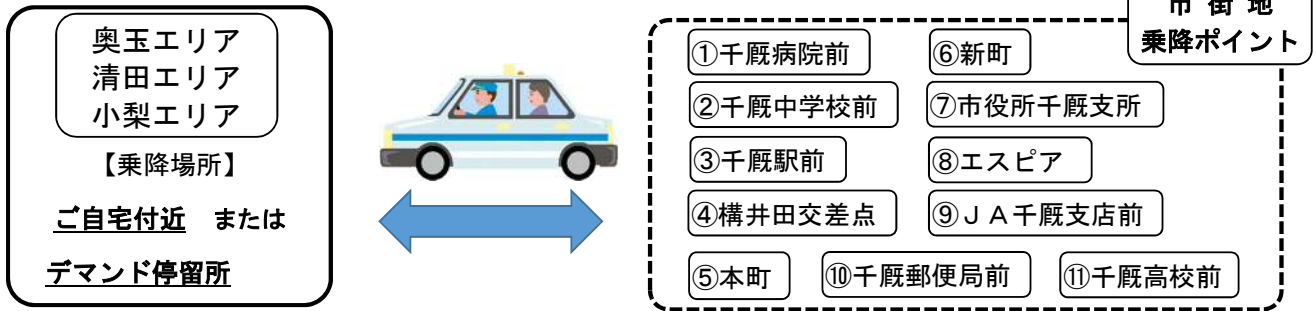 奥玉エリア
清田エリア
小梨エリア
【乗降場所】
ご自宅付近　または
デマンド停留所
市 街 地
乗降ポイント
①千厩病院前
⑥新町
②千厩中学校前
⑦市役所千厩支所
③千厩駅前
⑧エスピア
④構井田交差点
⑨ＪＡ千厩支店前
⑤本町
⑩千厩郵便局前
⑪千厩高校前